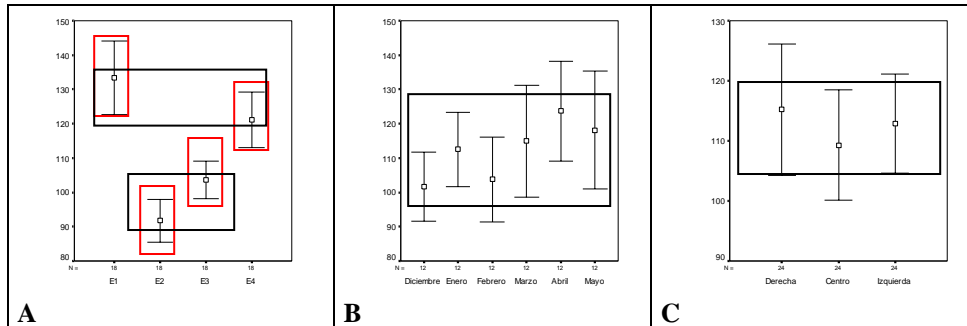 150
140
130
120
110
100
90
80
N = 18 18 18 18
E1 E2 E3 E4
A
150
140
130
120
110
100
90
80
N = 12 12 12 12 12 12
Diciembre Enero Febrero Marzo Abril Mayo
B
130
120
110
100
90
N = 24 24 24
Derecha Centro Izquierda
C